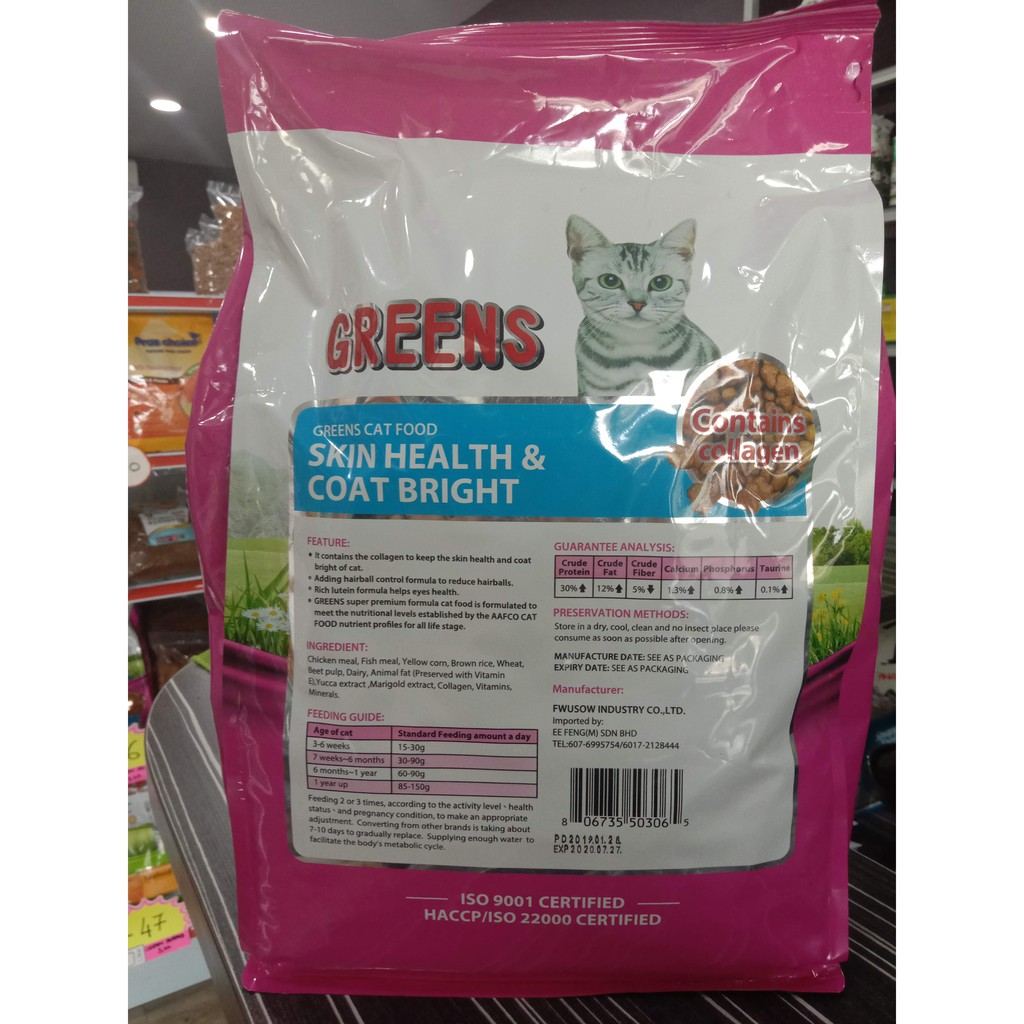 GREENS
Contains
collagen
GREENS CAT FOOD
SKIN HEALTH &
COAT BRIGHT
FEATURE:
• It contains the collagen to keep the skin health and coat
bright of cat.
• Adding hairball control formula to reduce hairballs.
• Rich lutein formula helps eyes health.
• GREENS super premium formula cat food is formulated to
meet the nutritional levels established by the AAFCO CAT
FOOD nutrient profiles for all life stage.
INGREDIENT:
Chicken meal, Fish meal, Yellow corn, Brown rice, Wheat,
Beet pulp, Dairy, Animal fat (Preserved with Vitamin
E),Yucca extract ,Marigold extract, Collagen, Vitamins,
Minerals.
FEEDING GUIDE:
Age of cat Standard Feeding amount a day
3-6 weeks 15-30g
7 weeks~6 months 30-90g
6 months~1 year 60-90g
1 year up 85-150g
Feeding 2 or 3 times, according to the activity level、health
status、and pregnancy condition, to make an appropriate
adjustment. Converting from other brands is taking about
7-10 days to gradually replace. Supplying enough water to
facilitate the body's metabolic cycle.
GUARANTEE ANALYSIS:
Crude Protein Crude Fat Crude Fiber Calcium Phosphorus Taurine
30%⬆ 12%⬆ 5%⬇ 1.3%⬆ 0.8%⬆ 0.1%⬆
PRESERVATION METHODS:
Store in a dry, cool, clean and no insect place please
consume as soon as possible after opening.
MANUFACTURE DATE: SEE AS PACKAGING
EXPIRY DATE: SEE AS PACKAGING
Manufacturer:
FWUSOW INDUSTRY CO.,LTD.
Imported by:
EE FENG(M) SDN BHD
TEL:607-6995754/6017-2128444
8 06735 50306 5
PD2019.01.28.
EXP2020.07.27.
ISO 9001 CERTIFIED
HACCP/ISO 22000 CERTIFIED
47